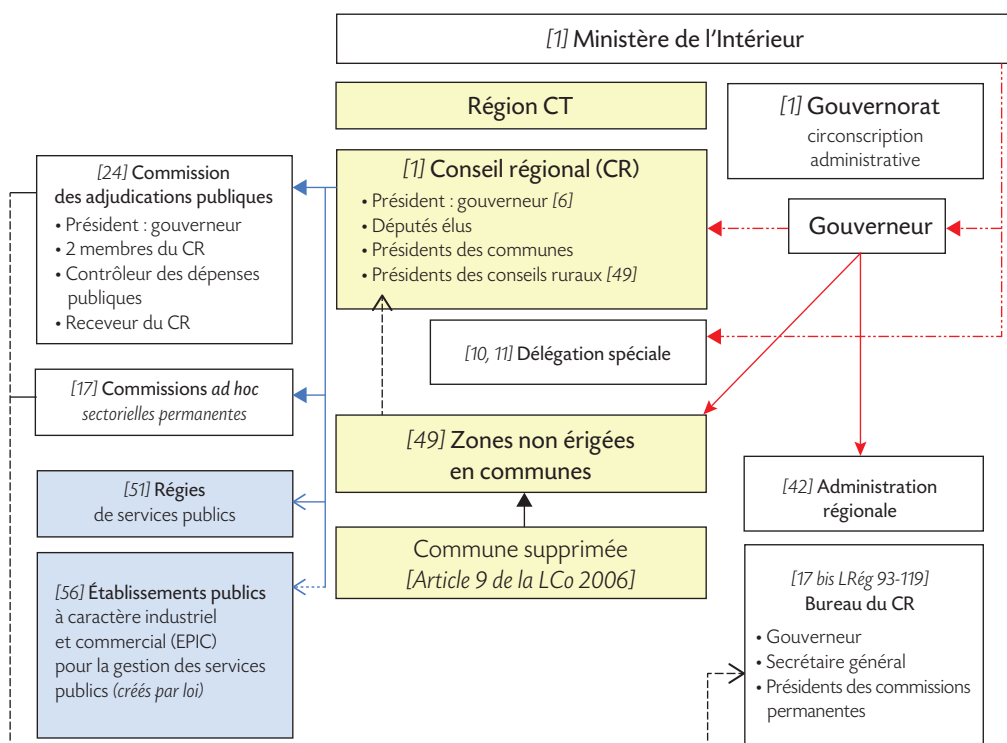 [1] Ministère de l'Intérieur
Région CT
[1] Gouvernorat
circonscription
administrative
[24] Commission
des adjudications publiques
• Président : gouverneur
• 2 membres du CR
• Contrôleur des dépenses
publiques
• Receveur du CR
[1] Conseil régional (CR)
• Président : gouverneur [6]
• Députés élus
• Présidents des communes
• Présidents des conseils ruraux [49]
Gouverneur
[10, 11] Délégation spéciale
[17] Commissions ad hoc
sectorielles permanentes
[49] Zones non érigées
en communes
[51] Régies
de services publics
[42] Administration
régionale
Commune supprimée
[Article 9 de la LCo 2006]
[56] Établissements publics
à caractère industriel
et commercial (EPIC)
pour la gestion des services
publics (créés par loi)
[17 bis LRég 93-119]
Bureau du CR
• Gouverneur
• Secrétaire général
• Présidents des commissions
permanentes